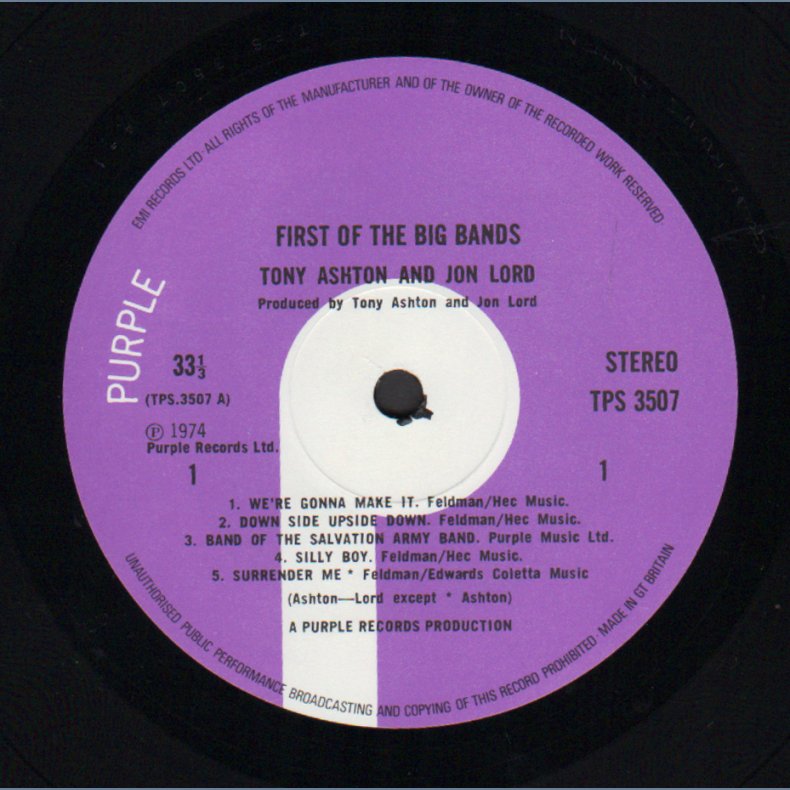 EMI RECORDS LTD· ALL RIGHTS OF THE MANUFACTURER AND OF THE OWNER OF THE RECORDED WORK RESERVED·
FIRST OF THE BIG BANDS
TONY ASHTON AND JON LORD
Produced by Tony Ashton and Jon Lord
PURPLE
33⅓
STEREO
(TPS.3507 A)
TPS 3507
℗ 1974
Purple Records Ltd.
1
1
1. WE'RE GONNA MAKE IT. Feldman/Hec Music.
2. DOWN SIDE UPSIDE DOWN. Feldman/Hec Music.
3. BAND OF THE SALVATION ARMY BAND. Purple Music Ltd.
4. SILLY BOY. Feldman/Hec Music.
5. SURRENDER ME * Feldman/Edwards Coletta Music
(Ashton—Lord except * Ashton)
A PURPLE RECORDS PRODUCTION
UNAUTHORISED PUBLIC PERFORMANCE BROADCASTING AND COPYING OF THIS RECORD PROHIBITED· MADE IN GT BRITAIN